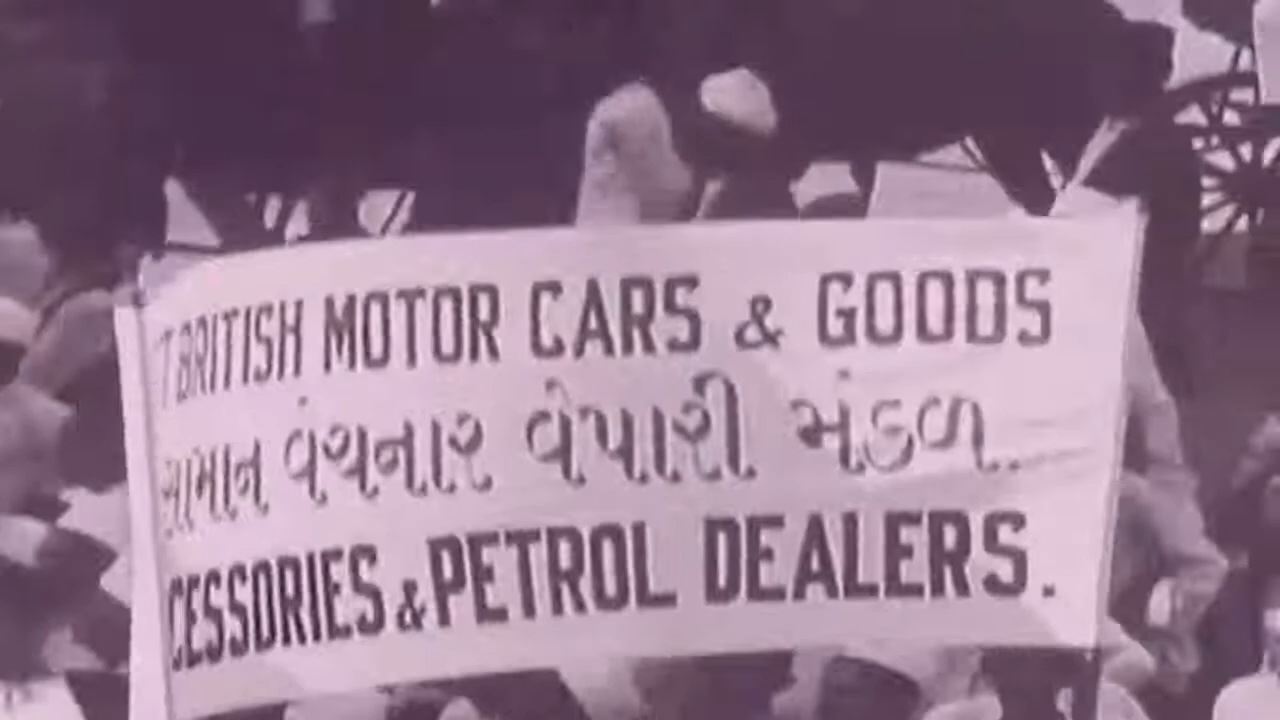 T BRITISH MOTOR CARS & GOODS
સામાન વેચનાર વેપારી મંડળ..
CESSORIES & PETROL DEALERS.